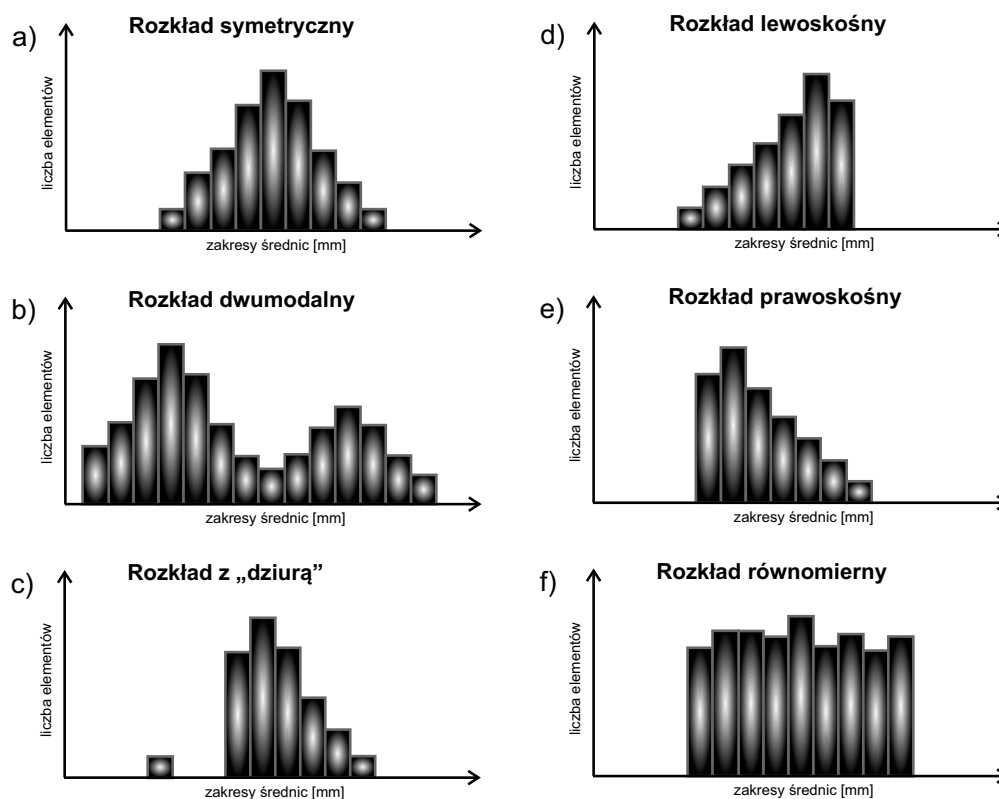 a)
Rozkład symetryczny
liczba elementów
zakresy średnic [mm]
b)
Rozkład dwumodalny
liczba elementów
zakresy średnic [mm]
c)
Rozkład z „dziurą”
liczba elementów
zakresy średnic [mm]
d)
Rozkład lewoskośny
liczba elementów
zakresy średnic [mm]
e)
Rozkład prawoskośny
liczba elementów
zakresy średnic [mm]
f)
Rozkład równomierny
liczba elementów
zakresy średnic [mm]